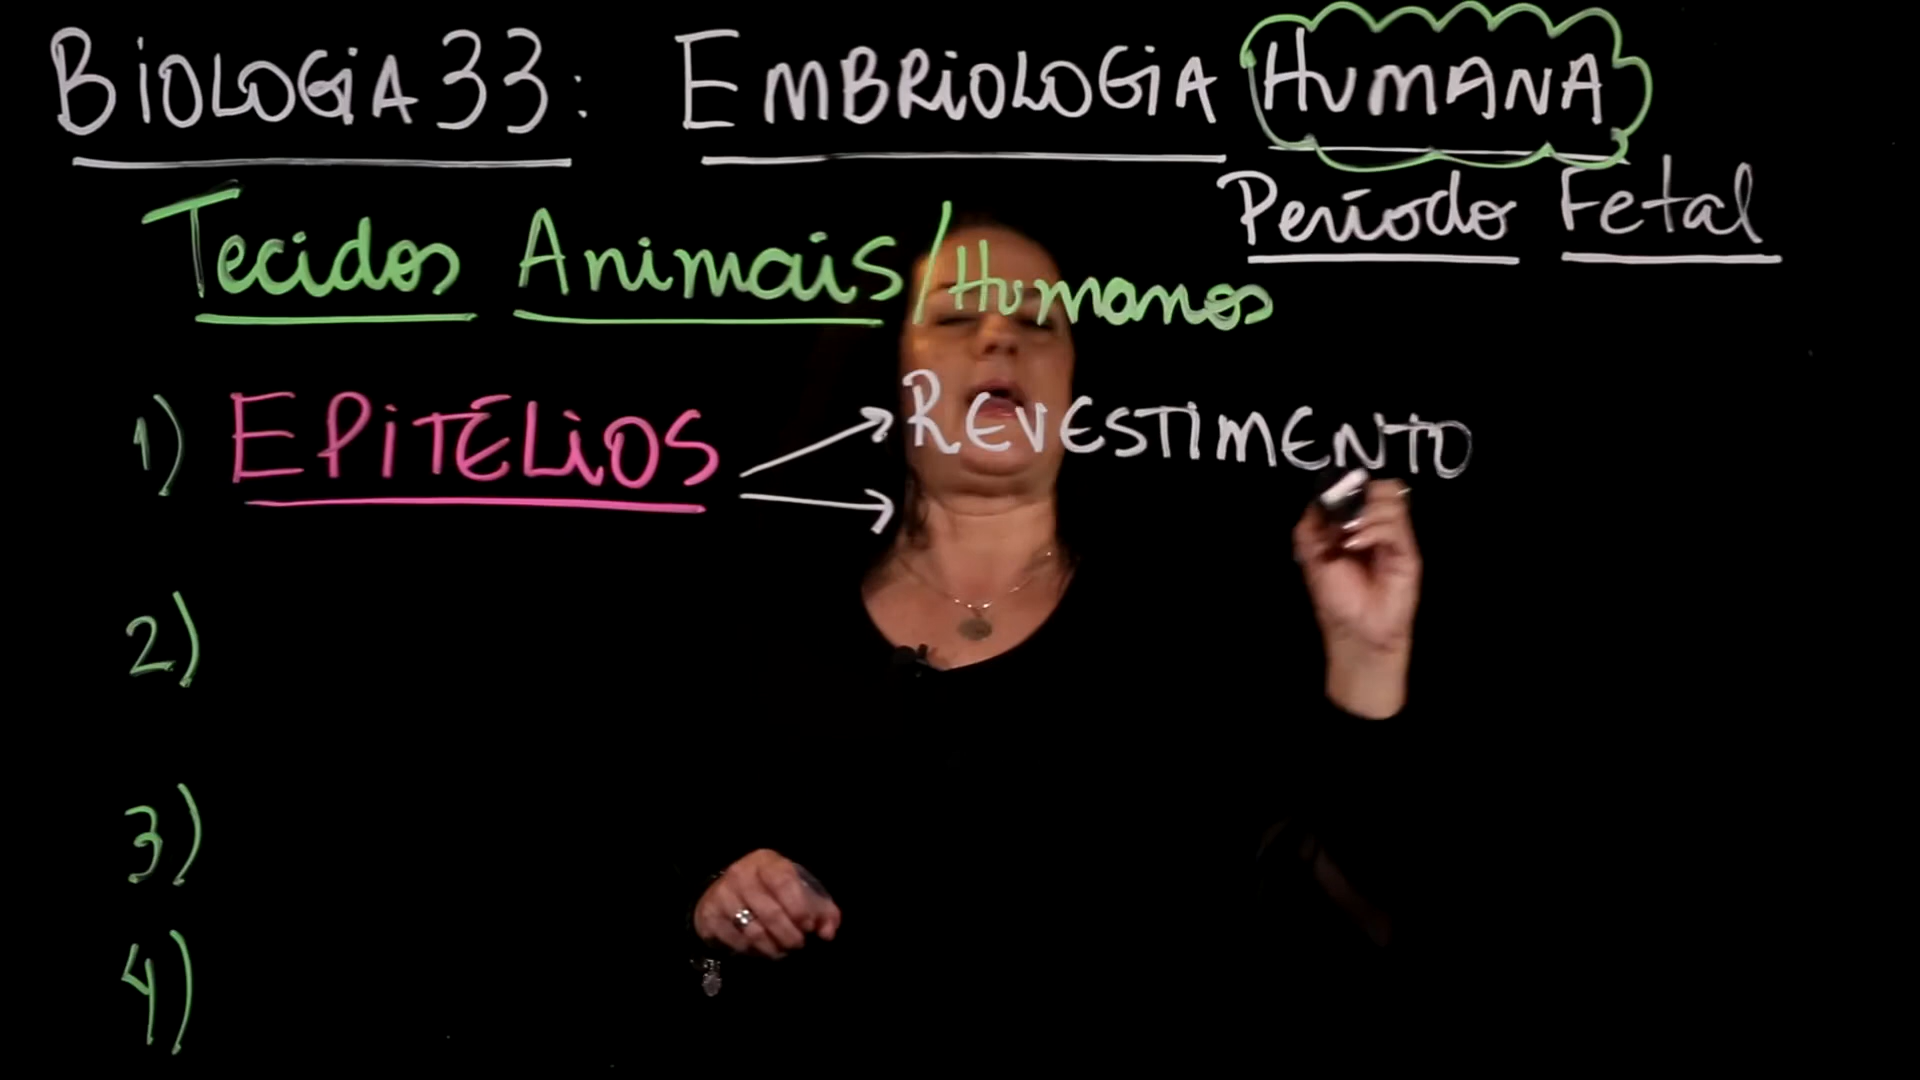 BiOLOGiA 33: EMBRiOLOGiA HUMANA
Período Fetal
Tecidos Animais/Humanos
1) EPiTÉLiOS → REVESTIMENTO
→
2)
3)
4)